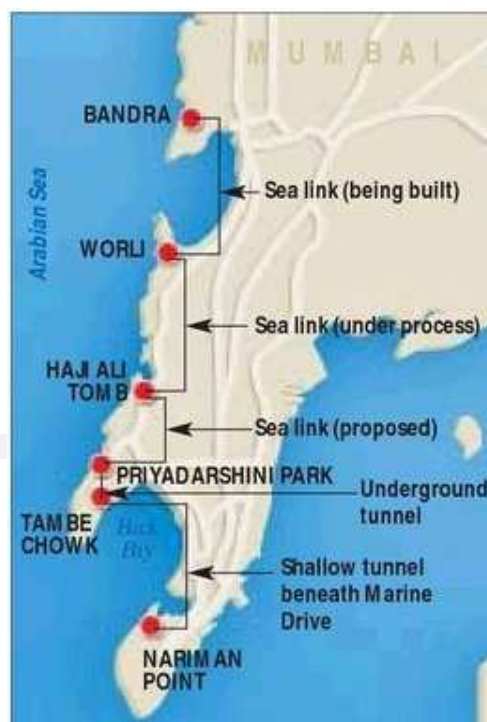 MUMBAI
BANDRA
Sea link (being built)
Arabian Sea
WORLI
Sea link (under process)
HAJI ALI
TOMB
Sea link (proposed)
PRIYADARSHINI PARK
Underground
tunnel
TAMBE
CHOWK
Back
Bay
Shallow tunnel
beneath Marine
Drive
NARIMAN
POINT